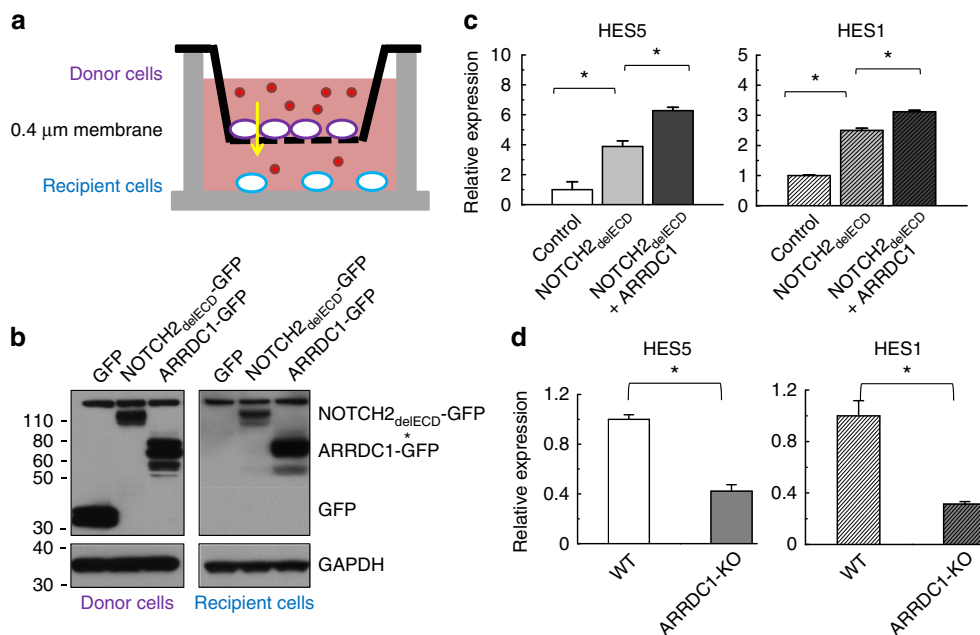 a
Donor cells
0.4 μm membrane
Recipient cells
b
GFP
NOTCH2delECD-GFP
ARRDC1-GFP
GFP
NOTCH2delECD-GFP
ARRDC1-GFP
110
80
60
50
30
40
30
NOTCH2delECD-GFP
*
ARRDC1-GFP
GFP
GAPDH
Donor cells
Recipient cells
c
HES5
Relative expression
10
8
6
4
2
0
*
*
Control
NOTCH2delECD
NOTCH2delECD
+ ARRDC1
HES1
5
4
3
2
1
0
*
*
Control
NOTCH2delECD
NOTCH2delECD
+ ARRDC1
d
HES5
Relative expression
1.2
0.8
0.4
0
*
WT
ARRDC1-KO
HES1
1.2
0.8
0.4
0
*
WT
ARRDC1-KO